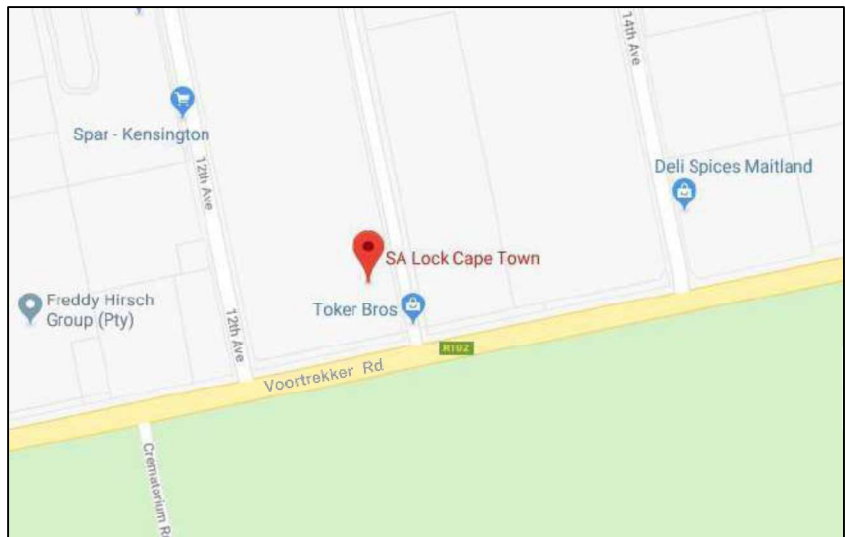 14th Ave
Spar - Kensington
12th Ave
Deli Spices Maitland
SA Lock Cape Town
Freddy Hirsch
Group (Pty)
Toker Bros
12th Ave
R102
Voortrekker Rd
Crematorium